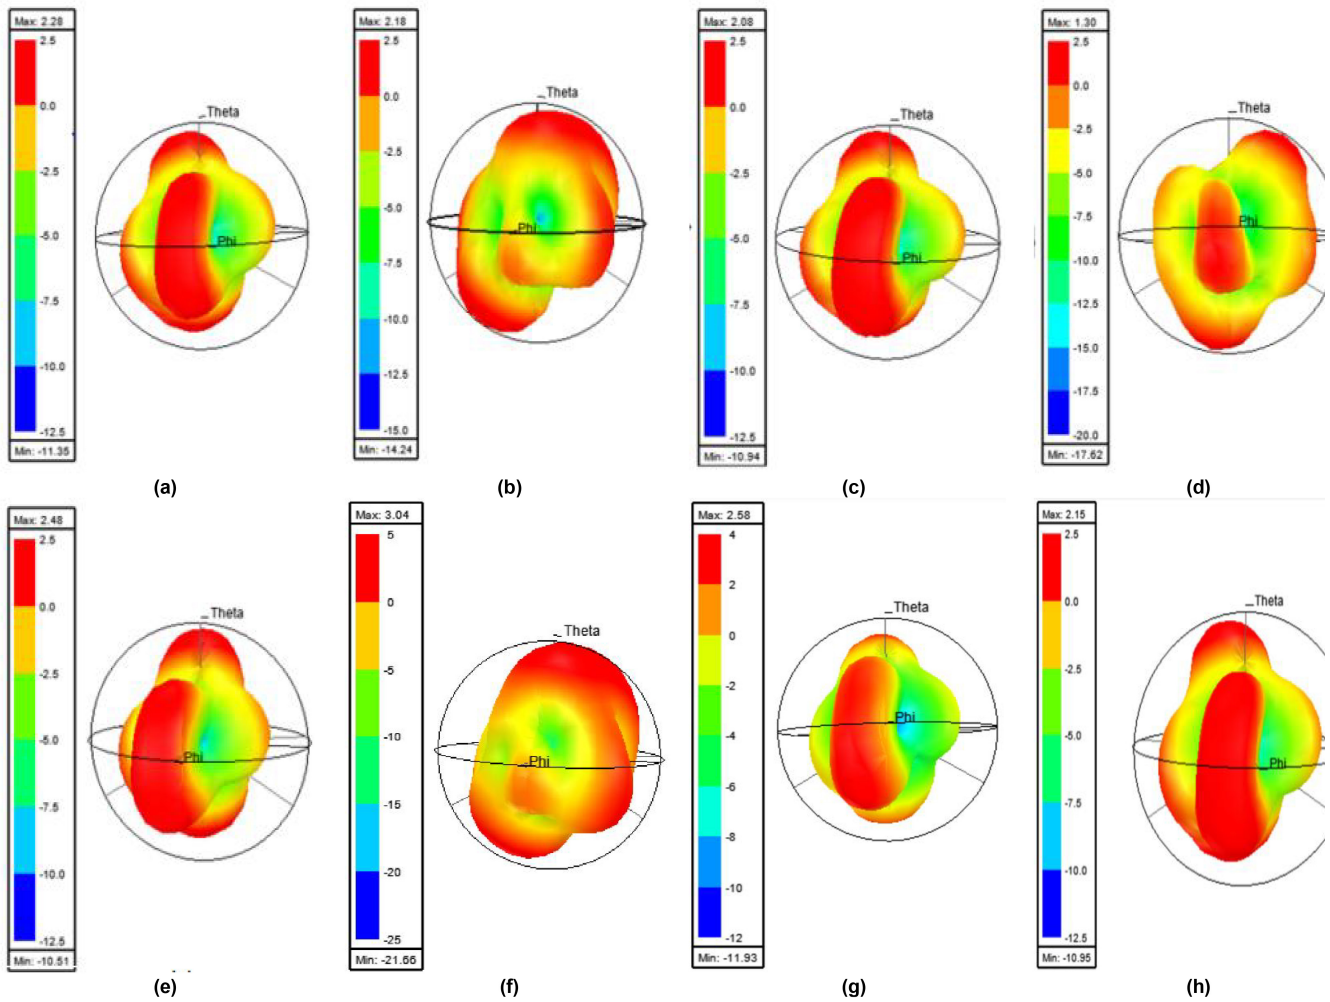 Max: 2.28
2.5
0.0
-2.5
-5.0
-7.5
-10.0
-12.5
Min: -11.35
Theta
Phi
(a)
Max: 2.18
2.5
0.0
-2.5
-5.0
-7.5
-10.0
-12.5
-15.0
Min: -14.24
Theta
Phi
(b)
Max: 2.08
2.5
0.0
-2.5
-5.0
-7.5
-10.0
-12.5
Min: -10.94
Theta
Phi
(c)
Max: 1.30
2.5
0.0
-2.5
-5.0
-7.5
-10.0
-12.5
-15.0
-17.5
-20.0
Min: -17.62
Theta
Phi
(d)
Max: 2.48
2.5
0.0
-2.5
-5.0
-7.5
-10.0
-12.5
Min: -10.51
Theta
Phi
(e)
Max: 3.04
5
0
-5
-10
-15
-20
-25
Min: -21.66
Theta
Phi
(f)
Max: 2.58
4
2
0
-2
-4
-6
-8
-10
-12
Min: -11.93
Theta
Phi
(g)
Max: 2.15
2.5
0.0
-2.5
-5.0
-7.5
-10.0
-12.5
Min: -10.95
Theta
Phi
(h)